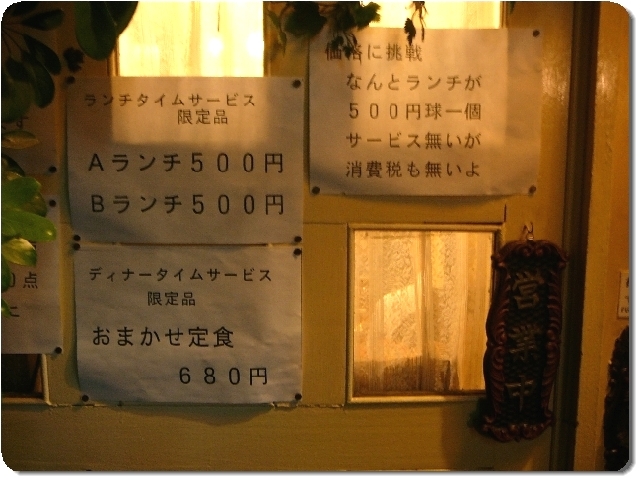 ランチタイムサービス
限定品
Aランチ500円
Bランチ500円
ディナータイムサービス
限定品
おまかせ定食
680円
価格に挑戦
なんとランチが
500円球一個
サービス無いが
消費税も無いよ
営業中
点
た